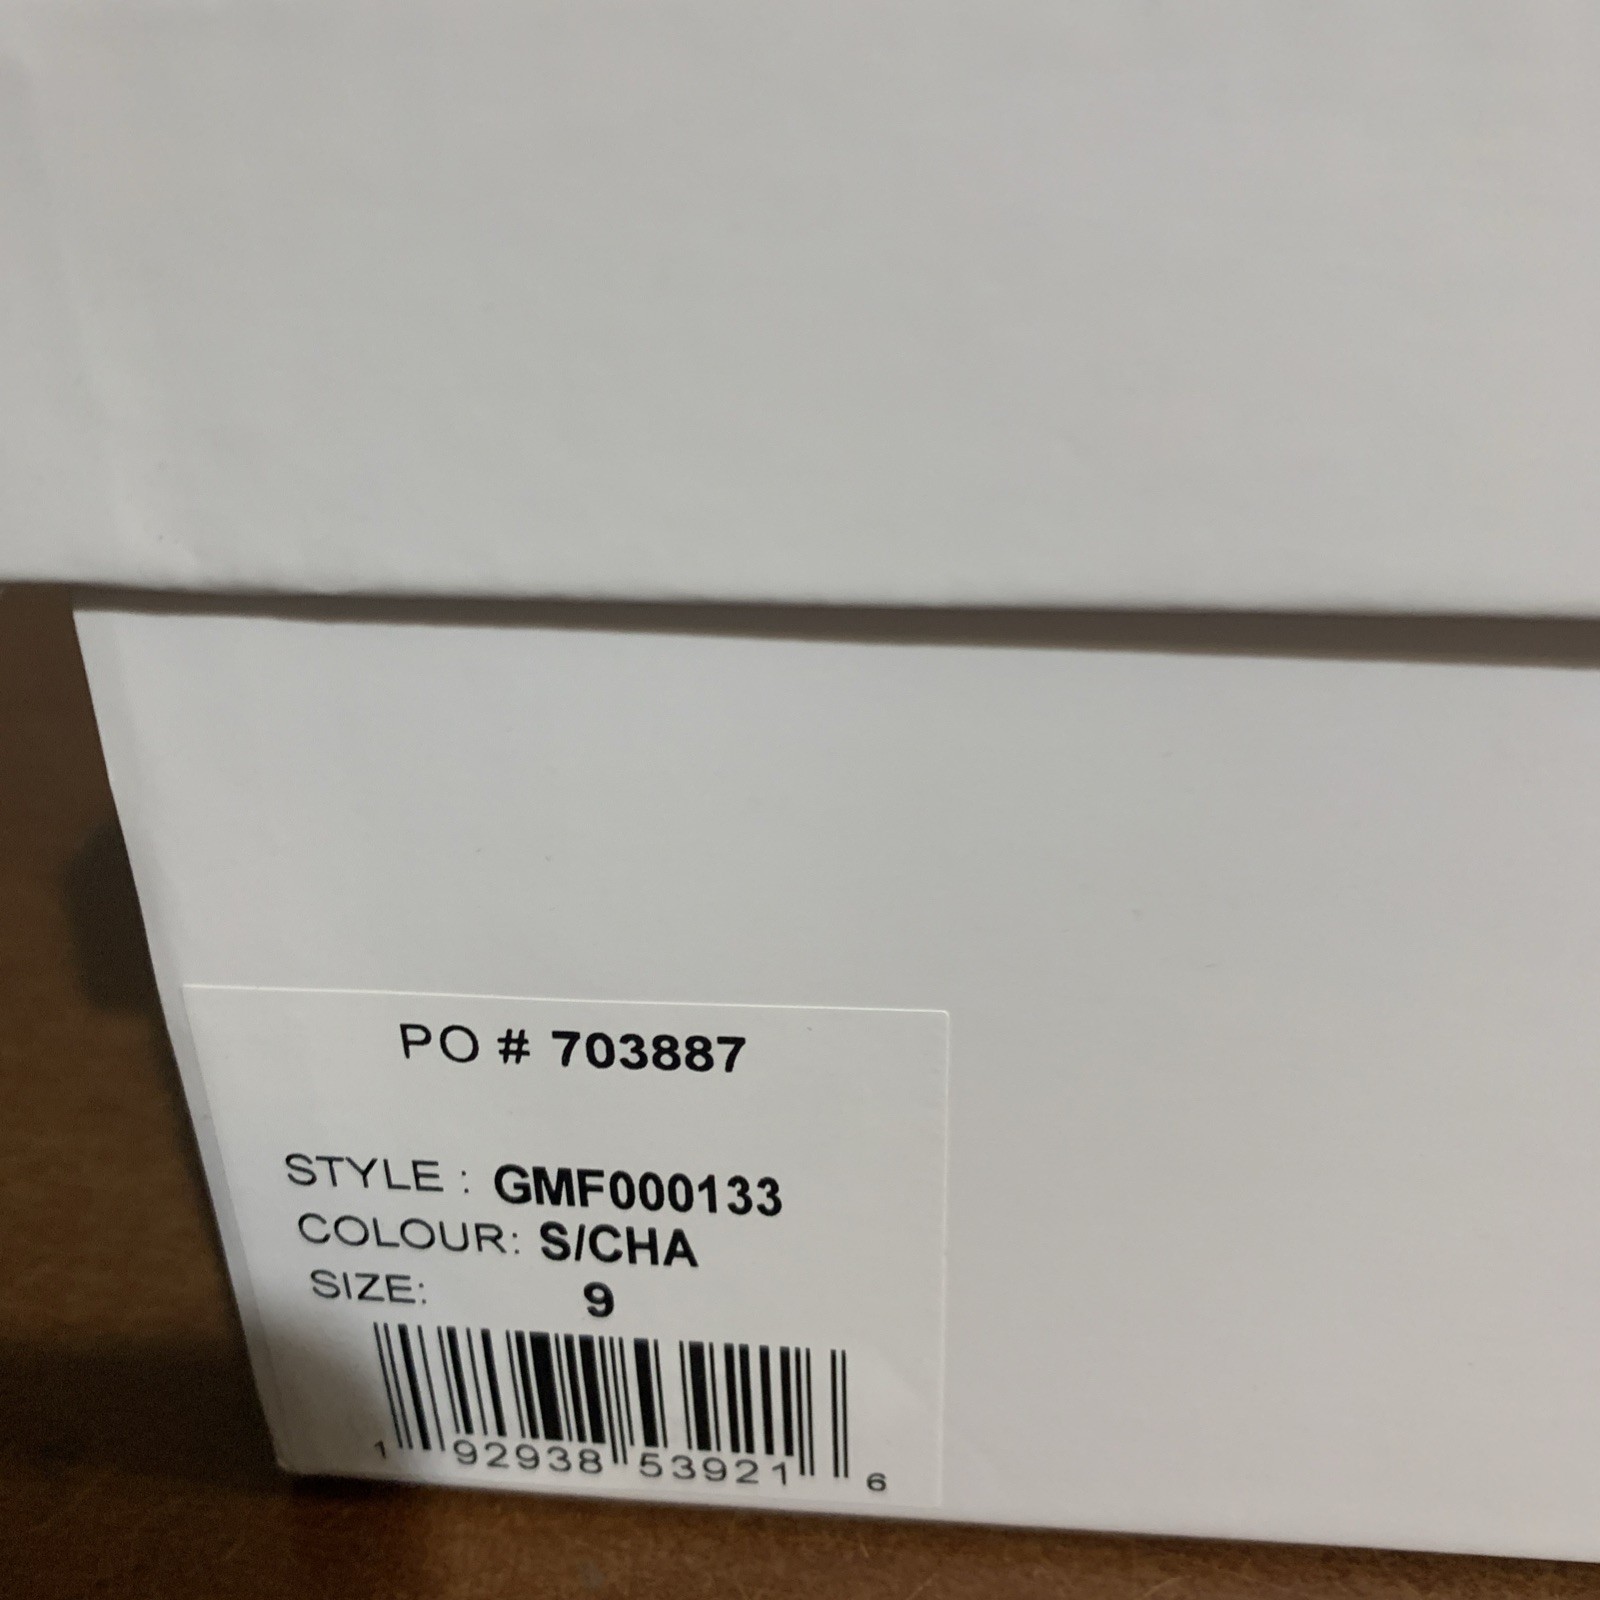 PO # 703887
STYLE : GMF000133
COLOUR: S/CHA
SIZE: 9
1 92938 53921 6